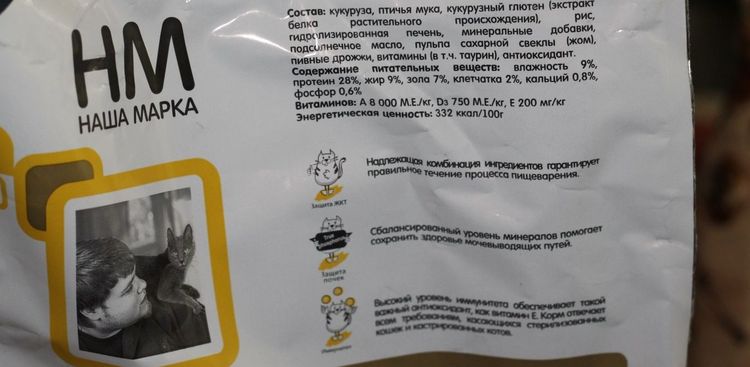 НМ
НАША МАРКА
Состав: кукуруза, птичья мука, кукурузный глютен (экстракт
белка растительного происхождения), рис,
гидролизированная печень, минеральные добавки,
подсолнечное масло, пульпа сахарной свеклы (жом),
пивные дрожжи, витамины (в т.ч. таурин), антиоксидант.
Содержание питательных веществ: влажность 9%,
протеин 28%, жир 9%, зола 7%, клетчатка 2%, кальций 0,8%,
фосфор 0,6%
Витаминов: А 8 000 М.Е./кг, D₃ 750 М.Е./кг, Е 200 мг/кг
Энергетическая ценность: 332 ккал/100г
Надлежащая комбинация ингредиентов гарантирует
правильное течение процесса пищеварения.
Защита ЖКТ
Сбалансированный уровень минералов помогает
сохранить здоровье мочевыводящих путей.
Защита
почек
Высокий уровень иммунитета обеспечивает такой
важный антиоксидант, как витамин Е. Корм отвечает
всем требованиям, касающихся стерилизованных
кошек и кастрированных котов.
Иммунитет